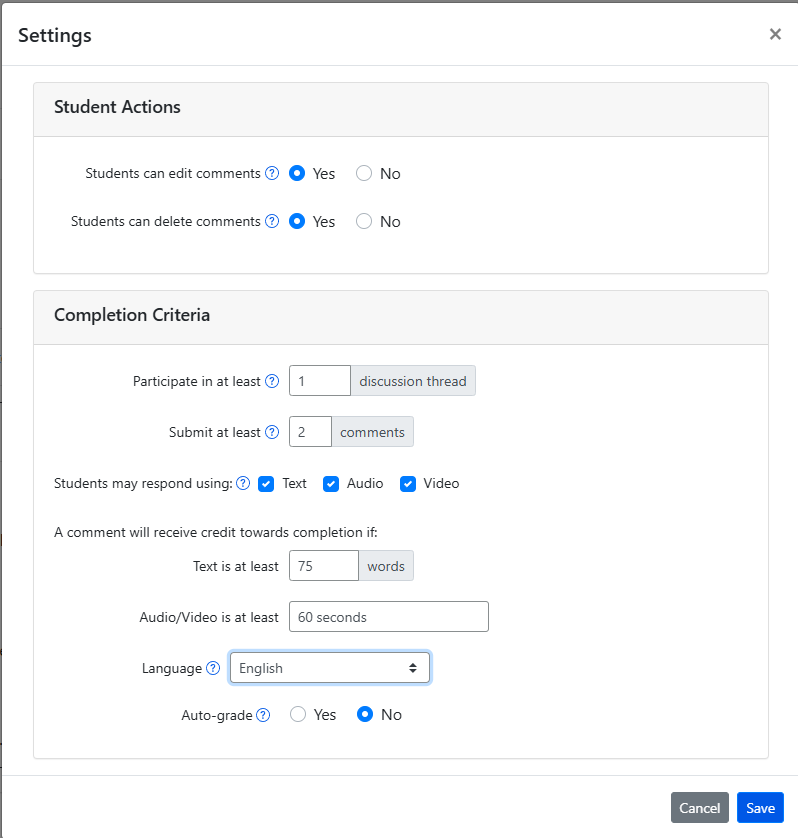 Settings ×
Student Actions
Students can edit comments ? Yes No
Students can delete comments ? Yes No
Completion Criteria
Participate in at least ? 1 discussion thread
Submit at least ? 2 comments
Students may respond using: ? Text Audio Video
A comment will receive credit towards completion if:
Text is at least 75 words
Audio/Video is at least 60 seconds
Language ? English
Auto-grade ? Yes No
Cancel Save